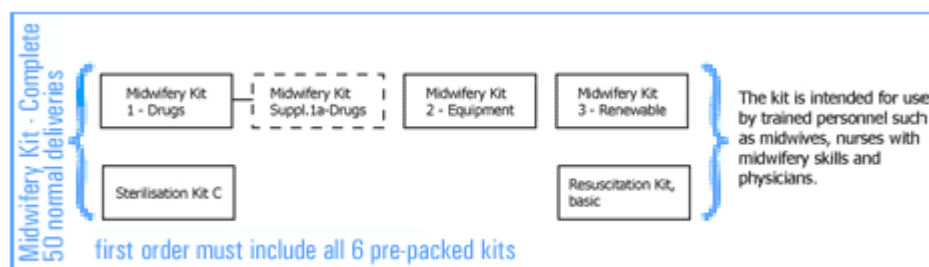 Midwifery Kit - Complete
50 normal deliveries
Midwifery Kit
1 - Drugs
Midwifery Kit
Suppl.1a-Drugs
Midwifery Kit
2 - Equipment
Midwifery Kit
3 - Renewable
Sterilisation Kit C
Resuscitation Kit,
basic
The kit is intended for use
by trained personnel such
as midwives, nurses with
midwifery skills and
physicians.
first order must include all 6 pre-packed kits